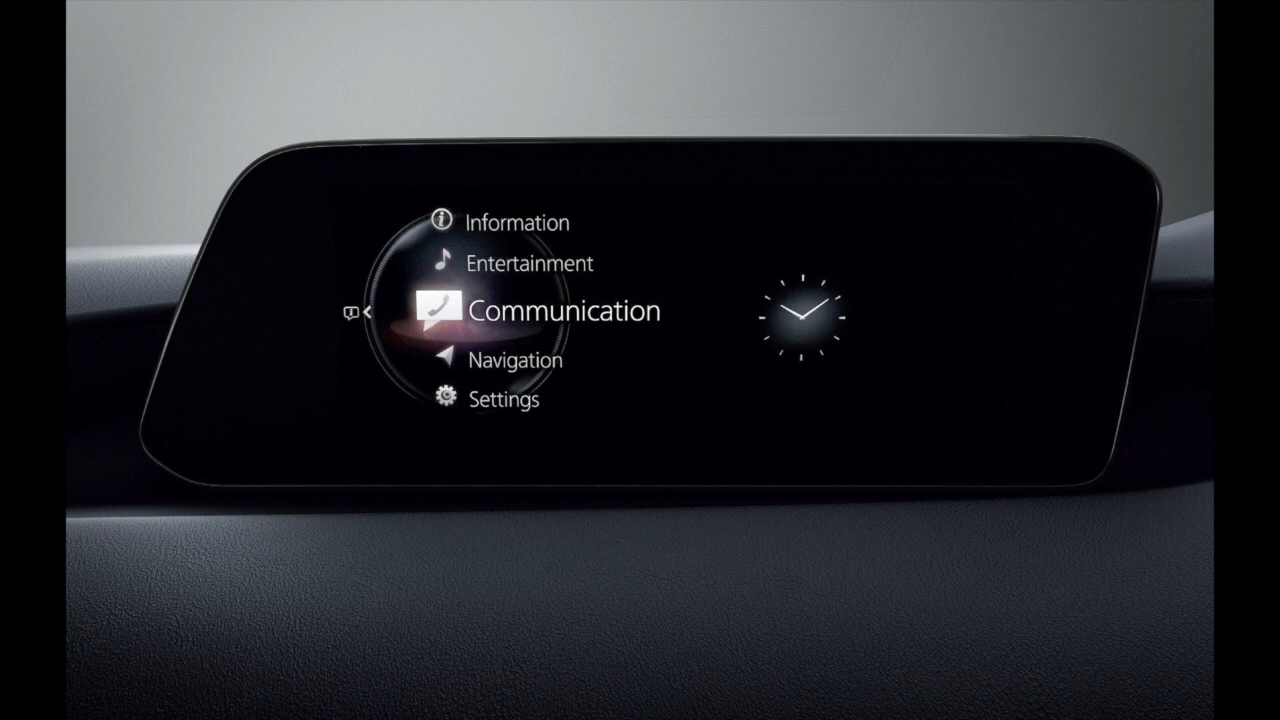 Information
Entertainment
Communication
Navigation
Settings